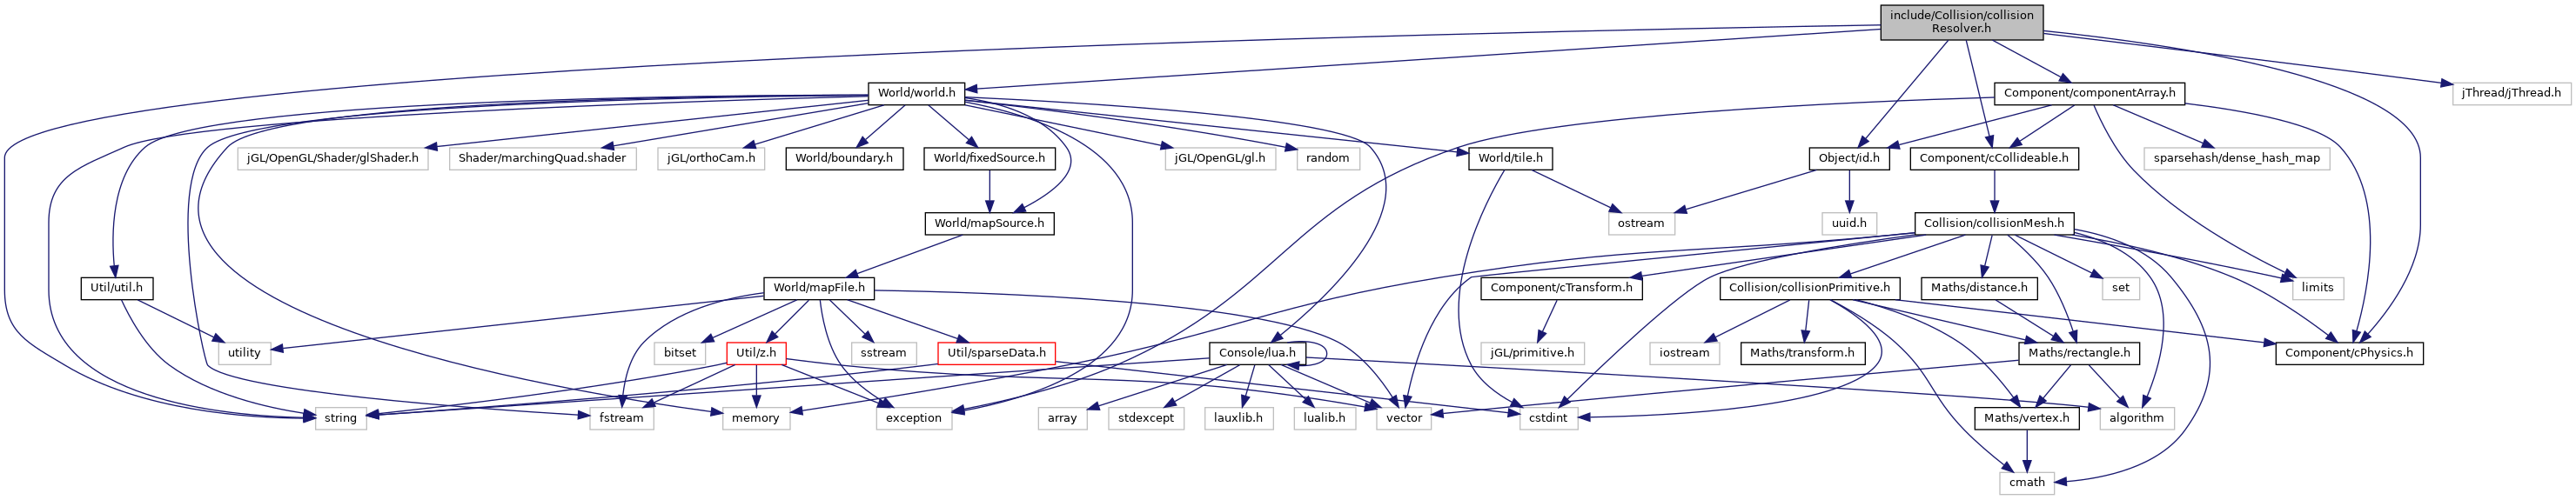 include/Collision/collision
Resolver.h
World/world.h
Component/componentArray.h
jThread/jThread.h
jGL/OpenGL/Shader/glShader.h
Shader/marchingQuad.shader
jGL/orthoCam.h
World/boundary.h
World/fixedSource.h
jGL/OpenGL/gl.h
random
World/tile.h
Object/id.h
Component/cCollideable.h
sparsehash/dense_hash_map
World/mapSource.h
ostream
uuid.h
Collision/collisionMesh.h
Util/util.h
World/mapFile.h
Component/cTransform.h
Collision/collisionPrimitive.h
Maths/distance.h
set
limits
utility
bitset
Util/z.h
sstream
Util/sparseData.h
Console/lua.h
jGL/primitive.h
iostream
Maths/transform.h
Maths/rectangle.h
Component/cPhysics.h
string
fstream
memory
exception
array
stdexcept
lauxlib.h
lualib.h
vector
cstdint
Maths/vertex.h
algorithm
cmath